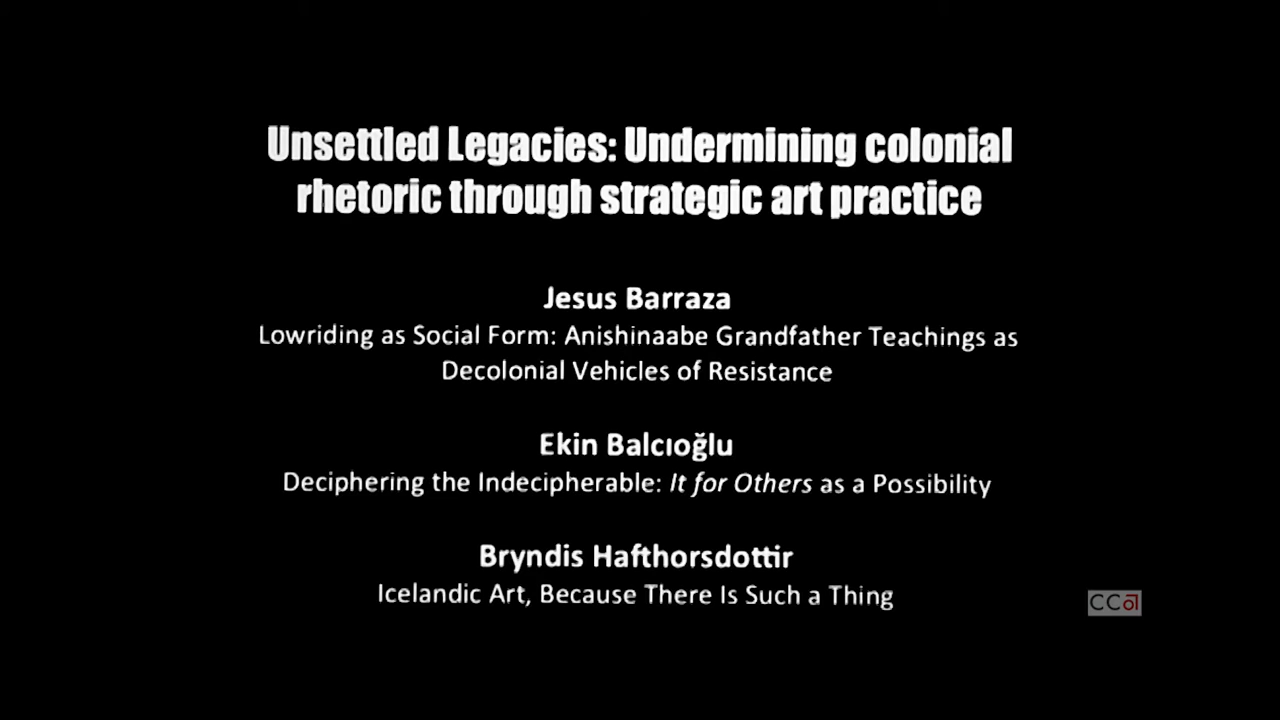 Unsettled Legacies: Undermining colonial
rhetoric through strategic art practice
Jesus Barraza
Lowriding as Social Form: Anishinaabe Grandfather Teachings as
Decolonial Vehicles of Resistance
Ekin Balcıoğlu
Deciphering the Indecipherable: It for Others as a Possibility
Bryndis Hafthorsdottir
Icelandic Art, Because There Is Such a Thing
CCa